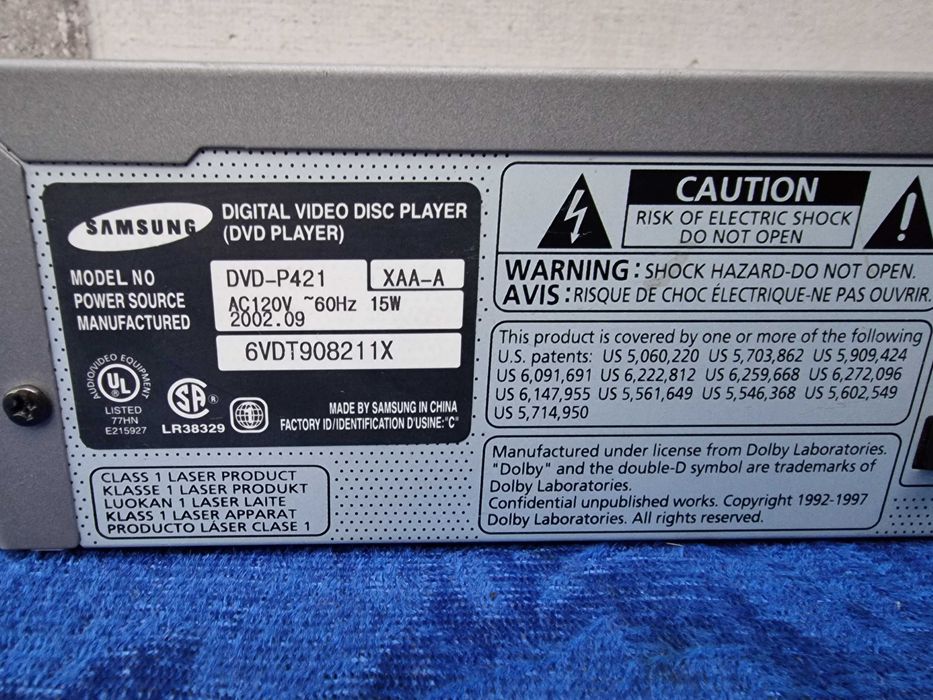 SAMSUNG
DIGITAL VIDEO DISC PLAYER
(DVD PLAYER)
MODEL NO DVD-P421 XAA-A
POWER SOURCE AC120V ~60Hz 15W
MANUFACTURED 2002.09
6VDT908211X
AUDIO/VIDEO EQUIPMENT
UL
LISTED
77HN
E215927
SA ®
LR38329
MADE BY SAMSUNG IN CHINA
FACTORY ID/IDENTIFICATION D'USINE:"C"
CLASS 1 LASER PRODUCT
KLASSE 1 LASER PRODUKT
LUOKAN 1 LASER LAITE
KLASS 1 LASER APPARAT
PRODUCTO LÁSER CLASE 1
CAUTION
RISK OF ELECTRIC SHOCK
DO NOT OPEN
!
WARNING : SHOCK HAZARD-DO NOT OPEN.
AVIS : RISQUE DE CHOC ÉLECTRIQUE-NE PAS OUVRIR.
This product is covered by one or more of the following
U.S. patents: US 5,060,220 US 5,703,862 US 5,909,424
US 6,091,691 US 6,222,812 US 6,259,668 US 6,272,096
US 6,147,955 US 5,561,649 US 5,546,368 US 5,602,549
US 5,714,950
Manufactured under license from Dolby Laboratories.
"Dolby" and the double-D symbol are trademarks of
Dolby Laboratories.
Confidential unpublished works. Copyright 1992-1997
Dolby Laboratories. All rights reserved.